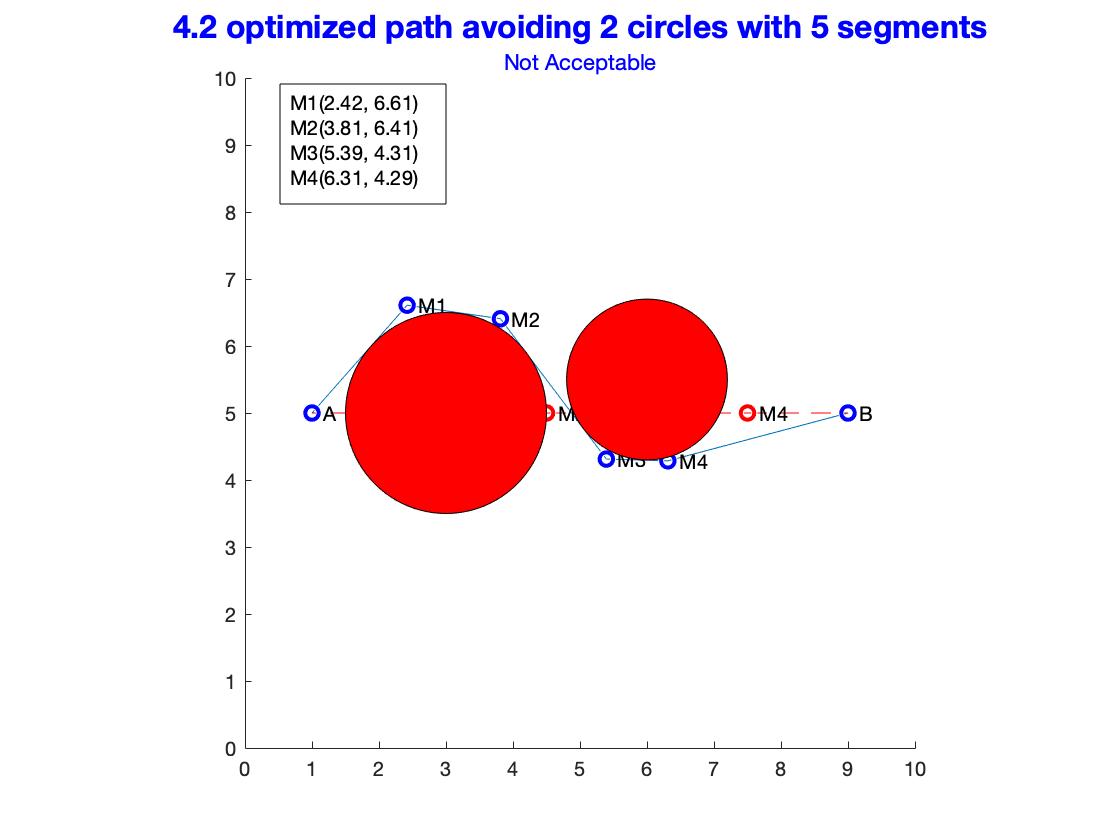 4.2 optimized path avoiding 2 circles with 5 segments
Not Acceptable
10
M1(2.42, 6.61)
M2(3.81, 6.41)
M3(5.39, 4.31)
M4(6.31, 4.29)
9
8
7
M1
M2
6
5
A
M4
B
M3
M4
4
3
2
1
0
0 1 2 3 4 5 6 7 8 9 10